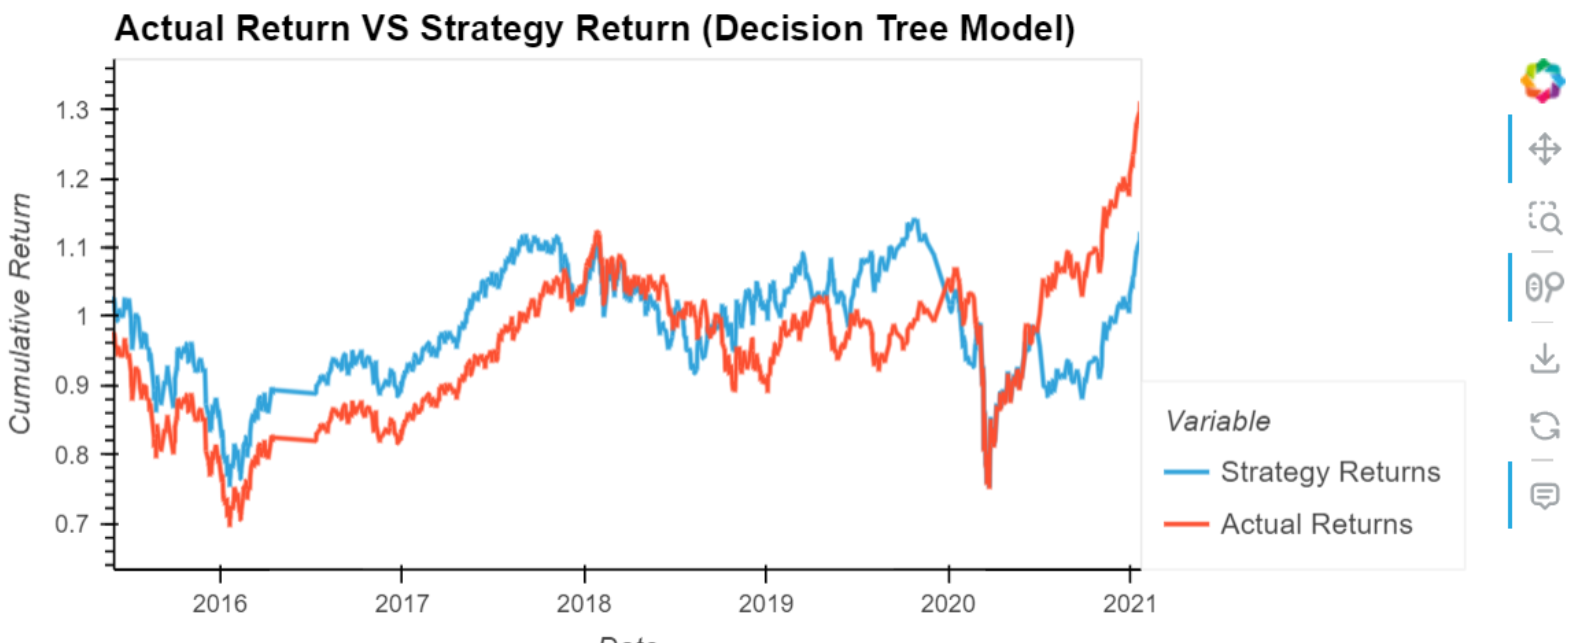 Actual Return VS Strategy Return (Decision Tree Model)
Cumulative Return
1.3
1.2
1.1
1
0.9
0.8
0.7
2016 2017 2018 2019 2020 2021
Variable
Strategy Returns
Actual Returns